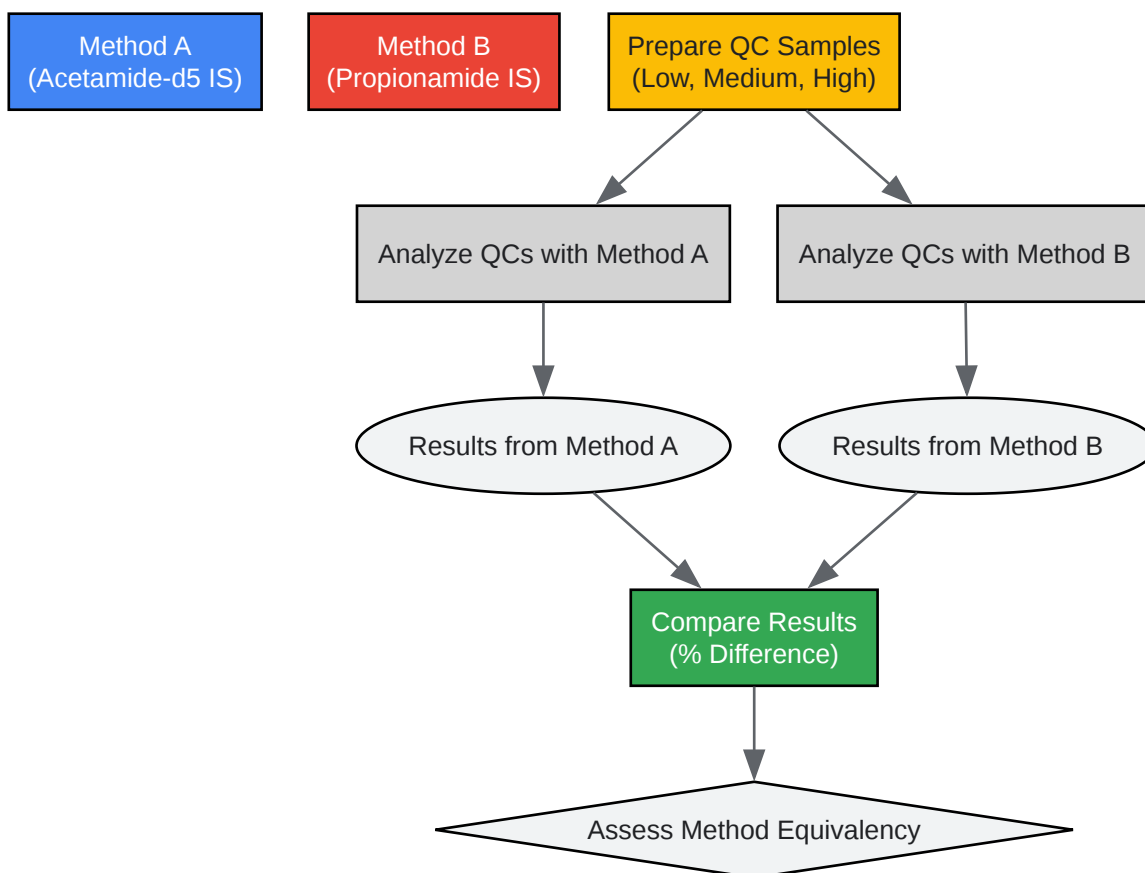 Method A
(Acetamide-d5 IS)
Method B
(Propionamide IS)
Prepare QC Samples
(Low, Medium, High)
Analyze QCs with Method A
Analyze QCs with Method B
Results from Method A
Results from Method B
Compare Results
(% Difference)
Assess Method Equivalency